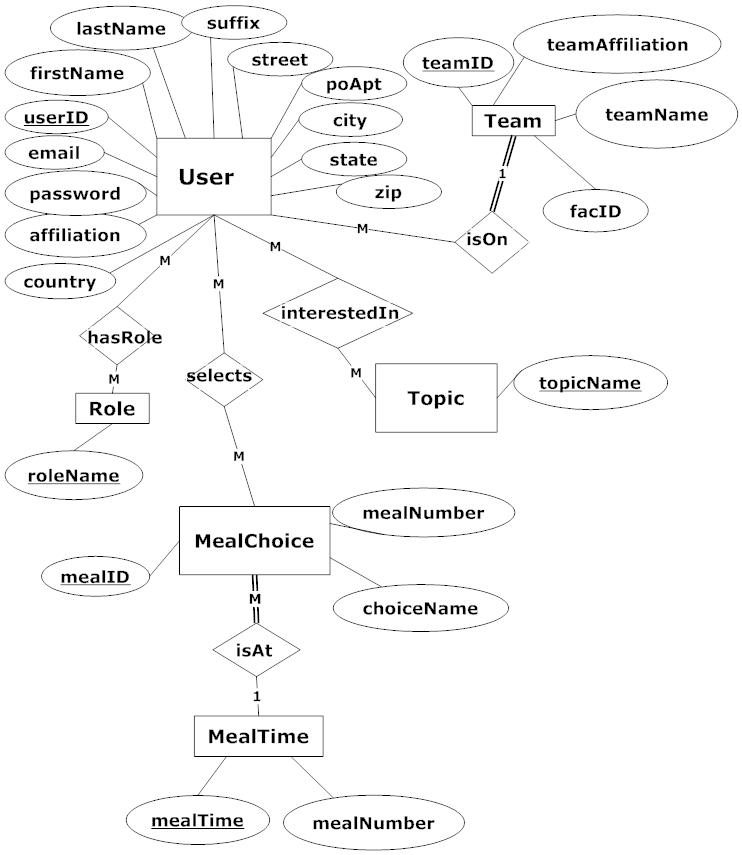 lastName
suffix
firstName
street
teamID
teamAffiliation
poApt
userID
city
Team
teamName
email
User
state
zip
1
password
facID
affiliation
M
isOn
country
M
M
M
interestedIn
hasRole
M
selects
M
topicName
Role
Topic
M
roleName
mealNumber
MealChoice
mealID
choiceName
M
isAt
1
MealTime
mealTime
mealNumber